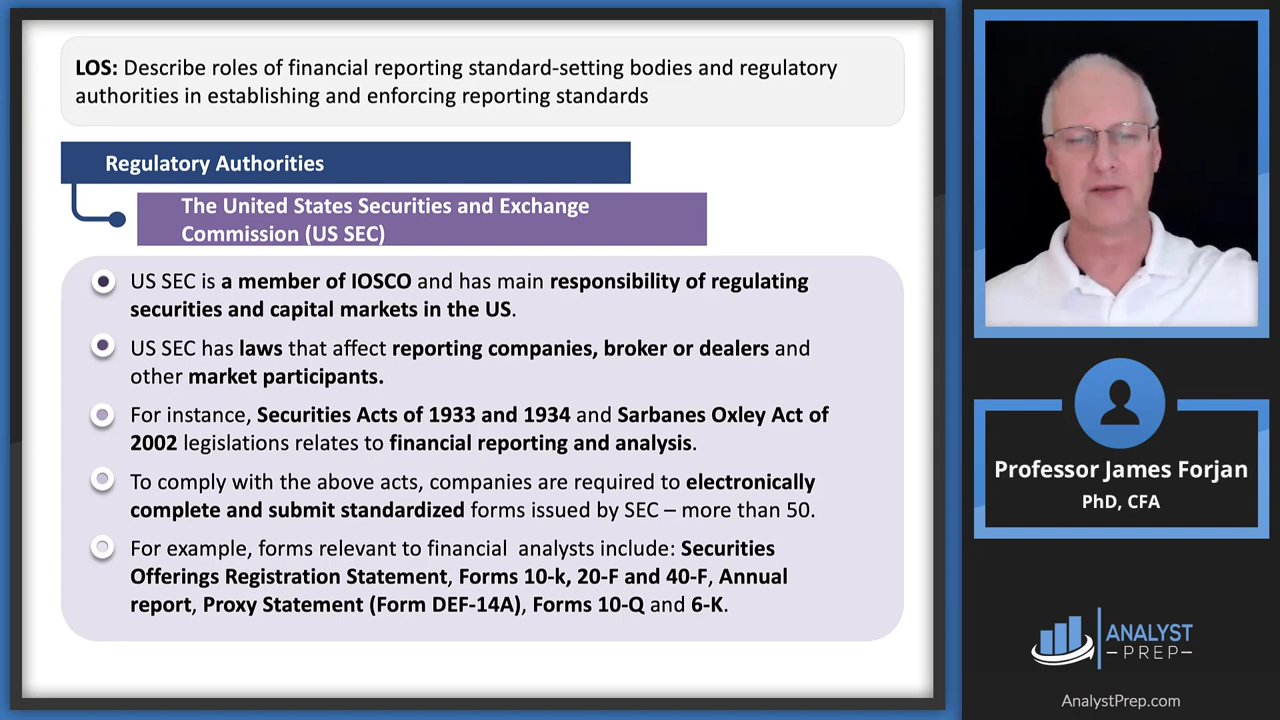 LOS: Describe roles of financial reporting standard-setting bodies and regulatory
authorities in establishing and enforcing reporting standards
Regulatory Authorities
The United States Securities and Exchange
Commission (US SEC)
US SEC is a member of IOSCO and has main responsibility of regulating
securities and capital markets in the US.
US SEC has laws that affect reporting companies, broker or dealers and
other market participants.
For instance, Securities Acts of 1933 and 1934 and Sarbanes Oxley Act of
2002 legislations relates to financial reporting and analysis.
To comply with the above acts, companies are required to electronically
complete and submit standardized forms issued by SEC – more than 50.
For example, forms relevant to financial  analysts include: Securities
Offerings Registration Statement, Forms 10-k, 20-F and 40-F, Annual
report, Proxy Statement (Form DEF-14A), Forms 10-Q and 6-K.
Professor James Forjan
PhD, CFA
ANALYST
PREP
AnalystPrep.com